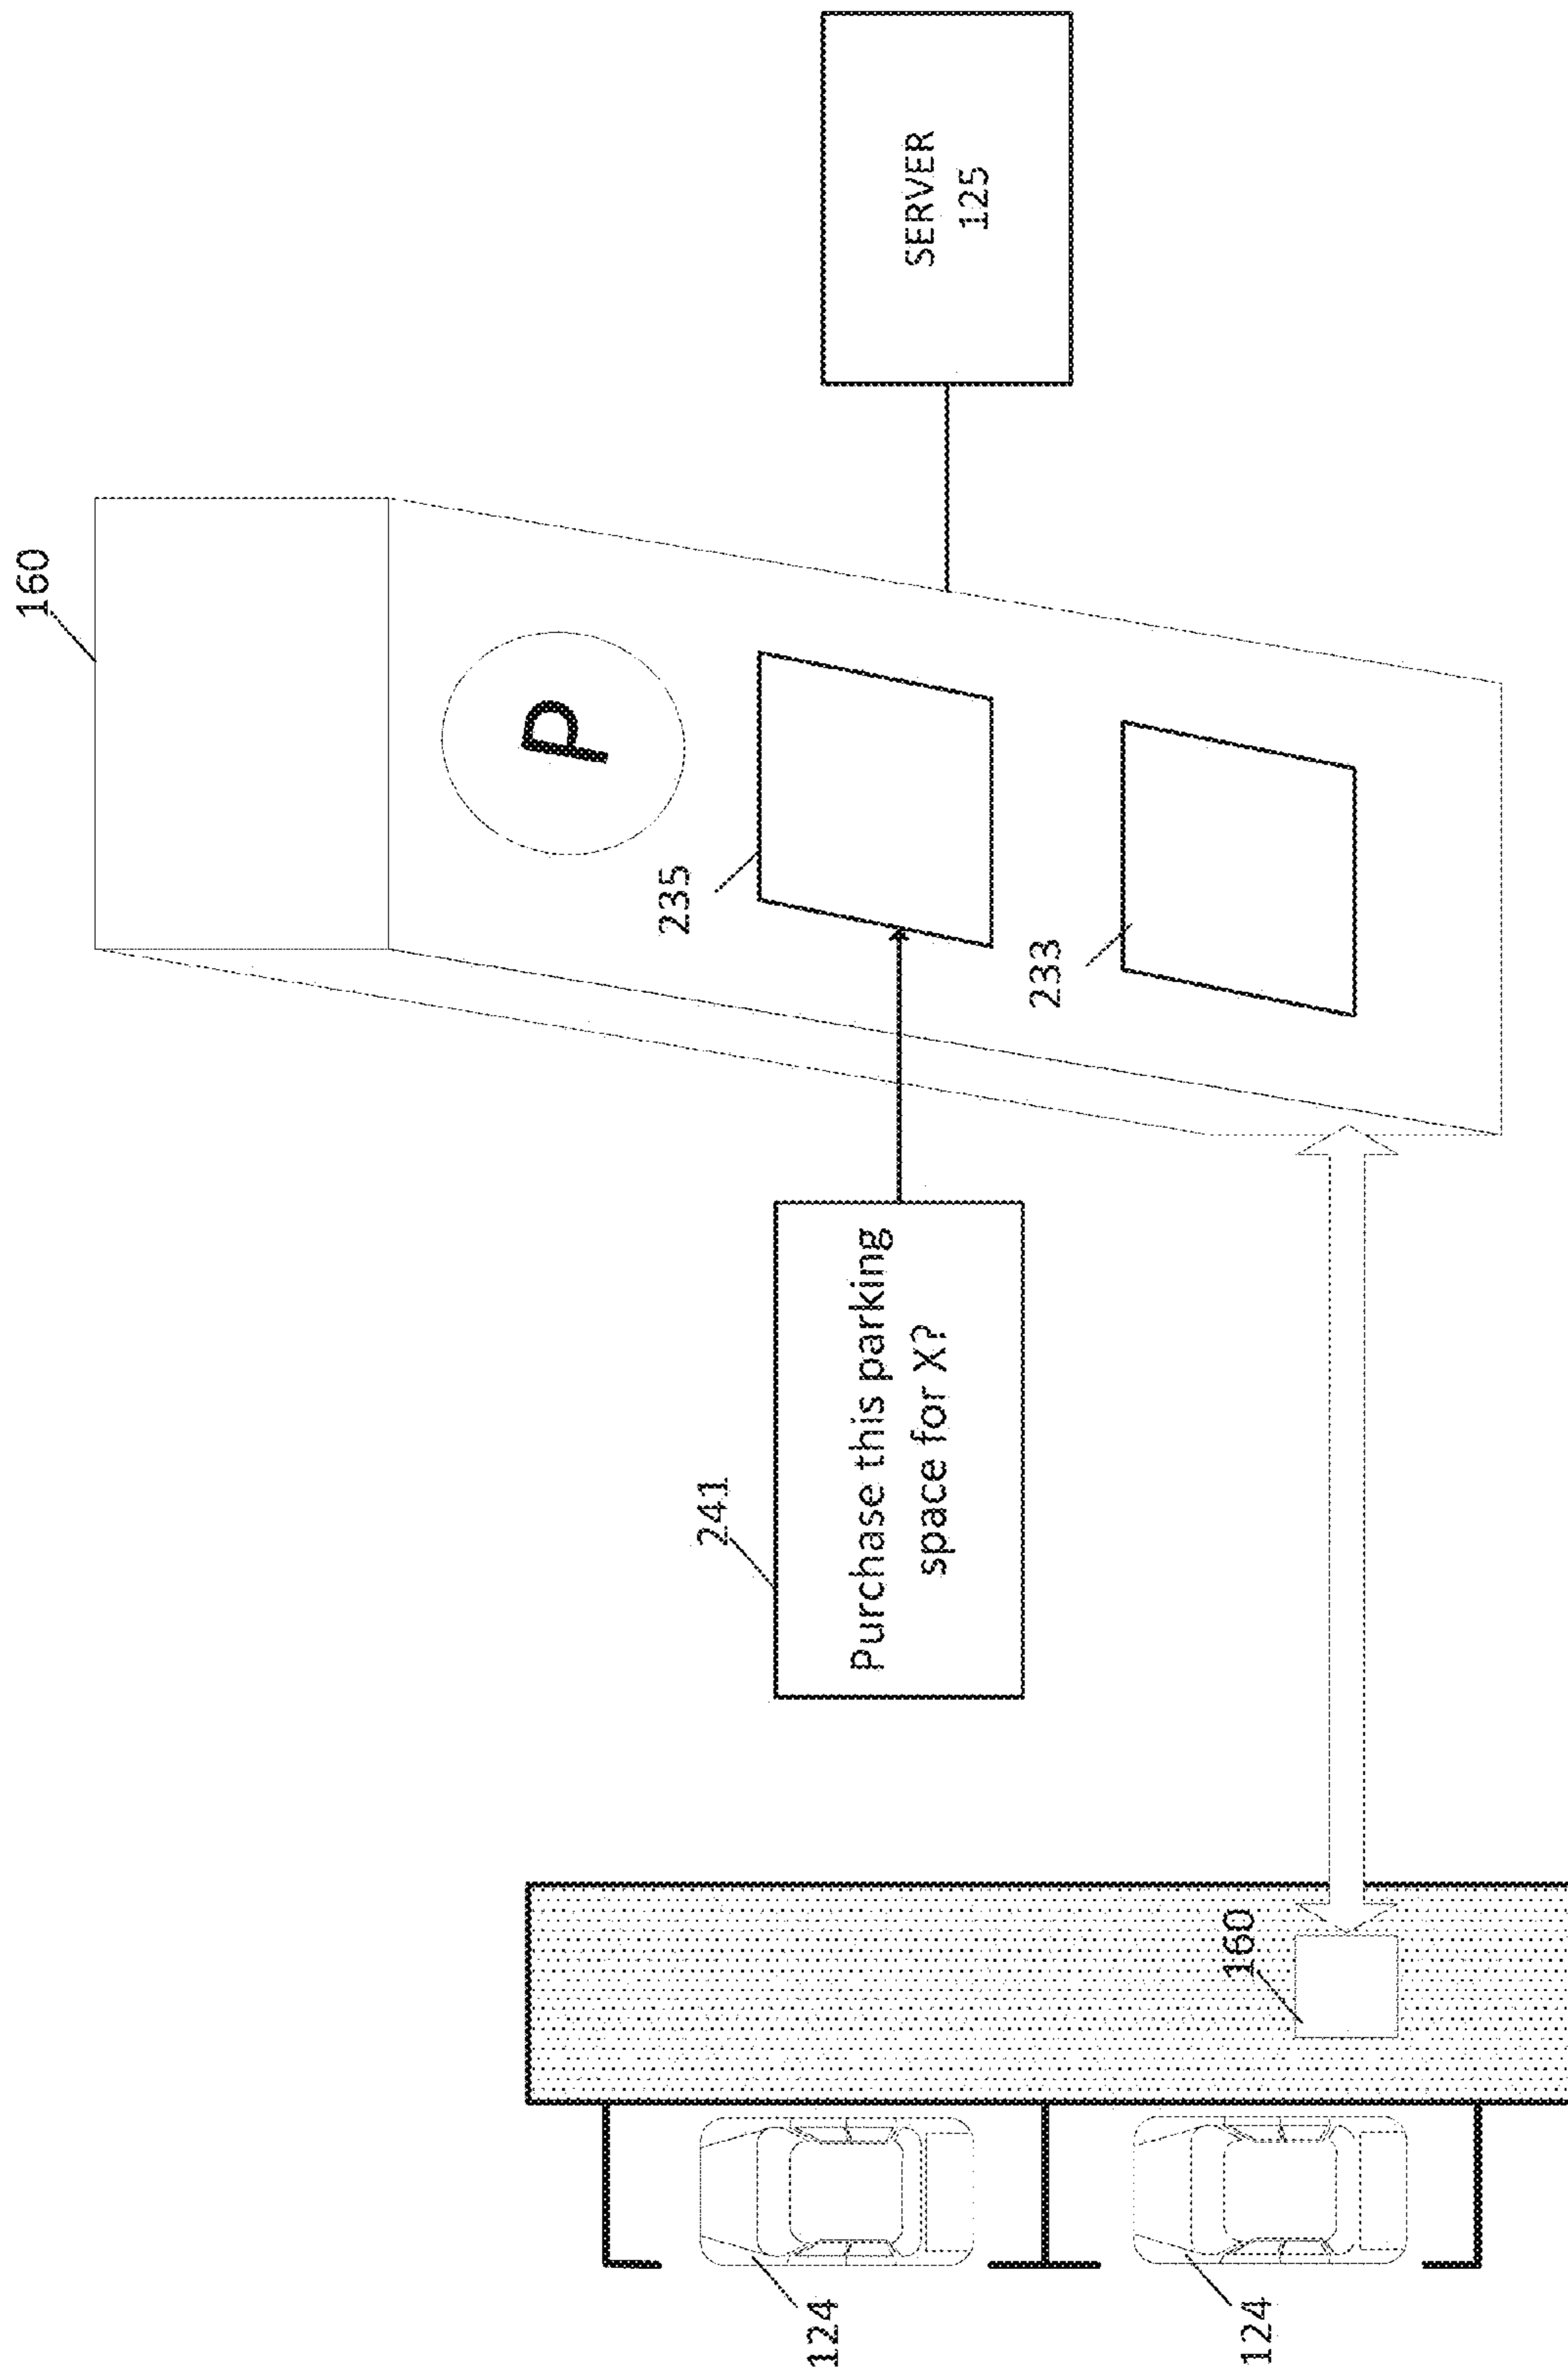 160
P
235
233
SERVER
125
241
Purchase this parking
space for X?
160
124
124